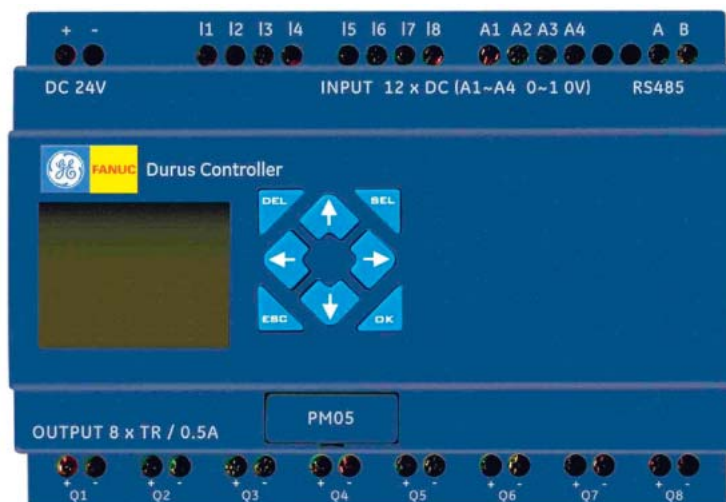 + - I1 I2 I3 I4 I5 I6 I7 I8 A1 A2 A3 A4 A B
DC 24V INPUT 12 x DC (A1~A4 0~1 0V) RS485
GE FANUC Durus Controller
DEL SEL
ESC OK
PM05
OUTPUT 8 x TR / 0.5A
+ - + - + - + - + - + - + - + -
Q1 Q2 Q3 Q4 Q5 Q6 Q7 Q8